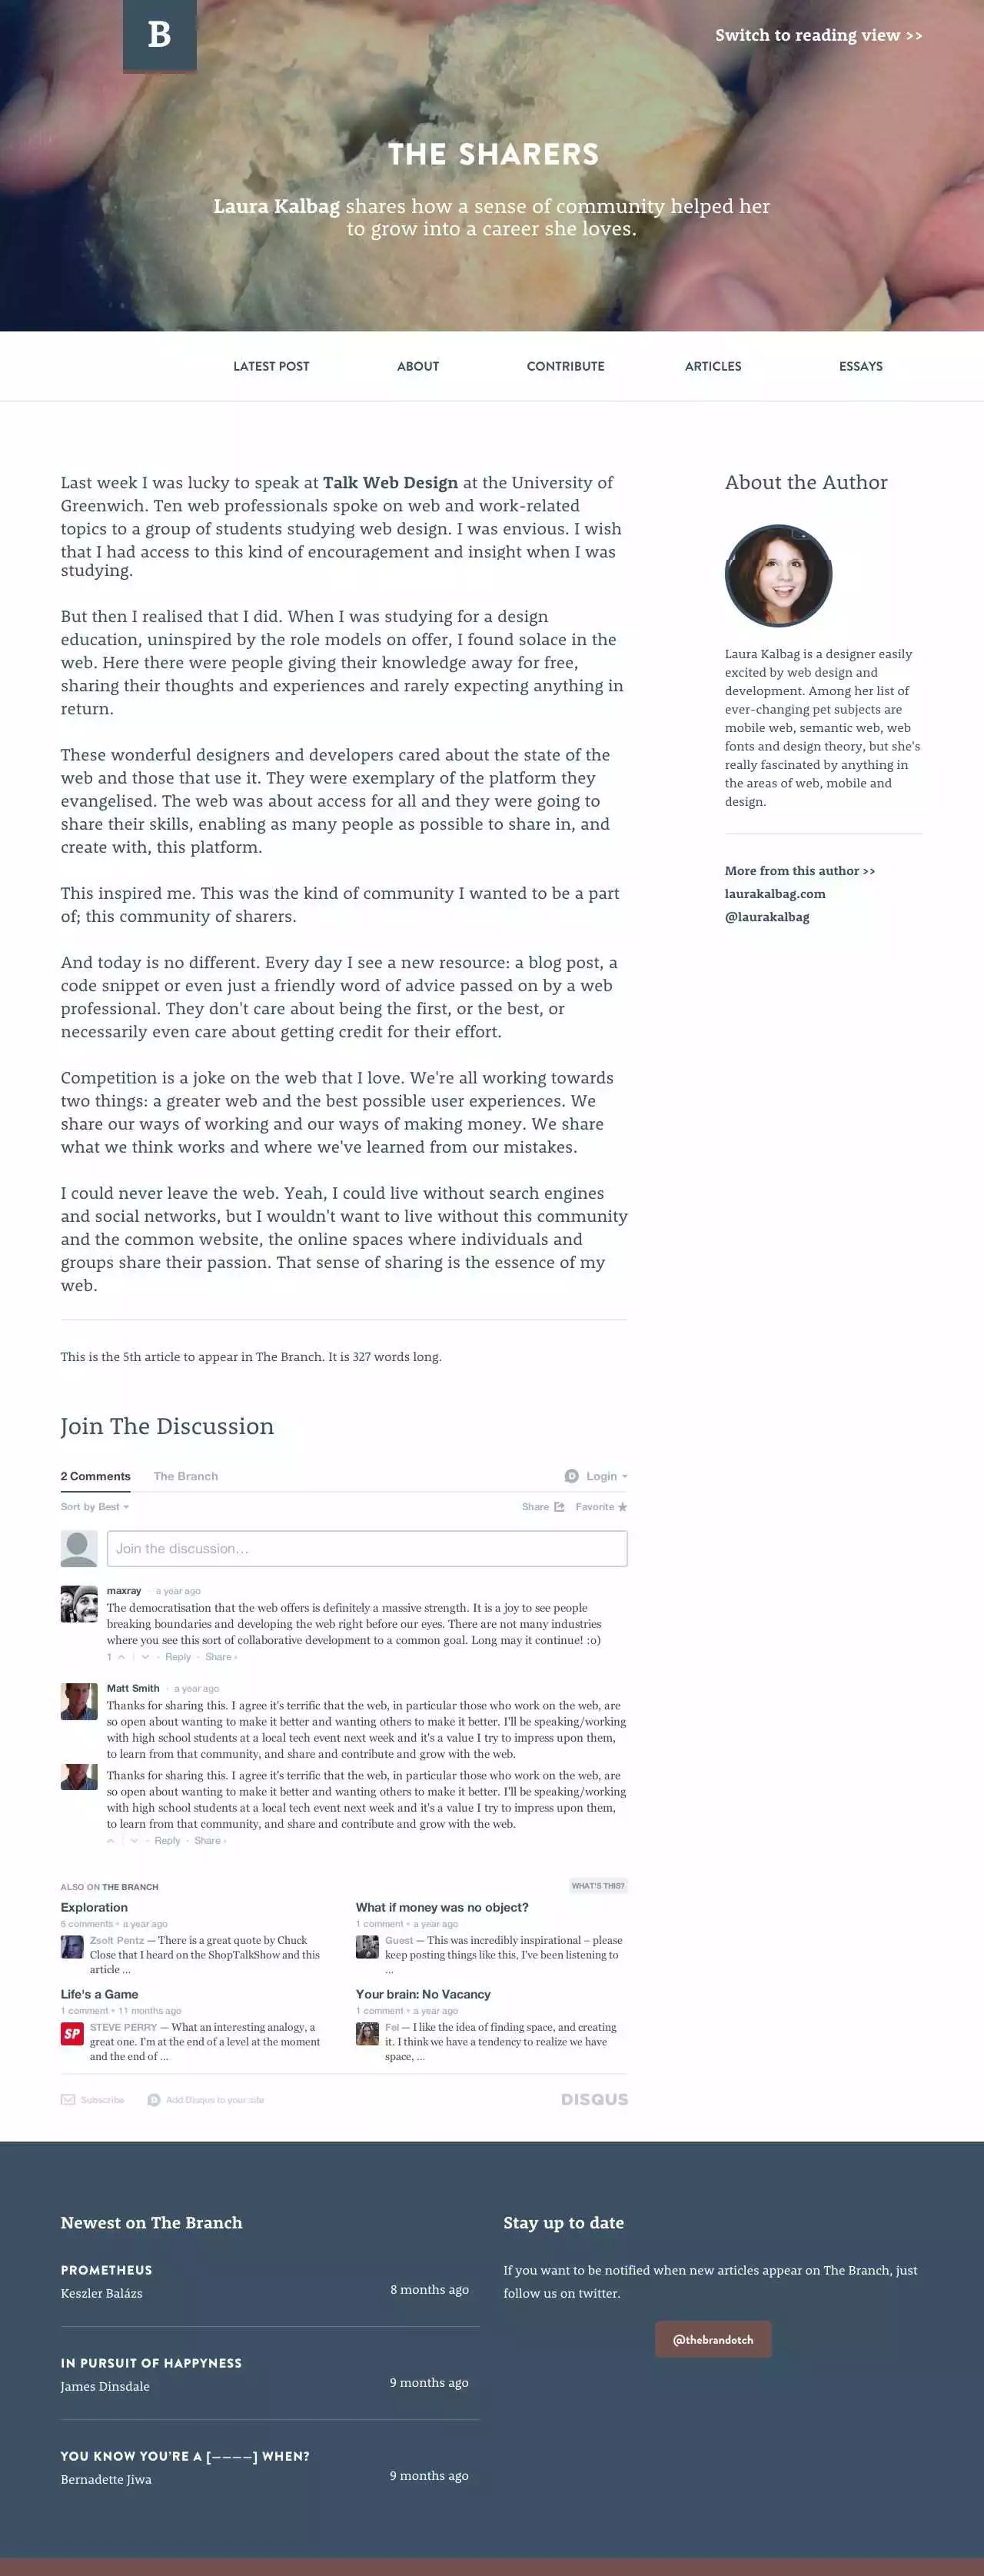 B
Switch to reading view >>
THE SHARERS
Laura Kalbag shares how a sense of community helped her
to grow into a career she loves.
LATEST POST
ABOUT
CONTRIBUTE
ARTICLES
ESSAYS
Last week I was lucky to speak at Talk Web Design at the University of
Greenwich. Ten web professionals spoke on web and work-related
topics to a group of students studying web design. I was envious. I wish
that I had access to this kind of encouragement and insight when I was
studying.
But then I realised that I did. When I was studying for a design
education, uninspired by the role models on offer, I found solace in the
web. Here there were people giving their knowledge away for free,
sharing their thoughts and experiences and rarely expecting anything in
return.
These wonderful designers and developers cared about the state of the
web and those that use it. They were exemplary of the platform they
evangelised. The web was about access for all and they were going to
share their skills, enabling as many people as possible to share in, and
create with, this platform.
This inspired me. This was the kind of community I wanted to be a part
of; this community of sharers.
And today is no different. Every day I see a new resource: a blog post, a
code snippet or even just a friendly word of advice passed on by a web
professional. They don't care about being the first, or the best, or
necessarily even care about getting credit for their effort.
Competition is a joke on the web that I love. We're all working towards
two things: a greater web and the best possible user experiences. We
share our ways of working and our ways of making money. We share
what we think works and where we've learned from our mistakes.
I could never leave the web. Yeah, I could live without search engines
and social networks, but I wouldn't want to live without this community
and the common website, the online spaces where individuals and
groups share their passion. That sense of sharing is the essence of my
web.
About the Author
Laura Kalbag is a designer easily
excited by web design and
development. Among her list of
ever-changing pet subjects are
mobile web, semantic web, web
fonts and design theory, but she's
really fascinated by anything in
the areas of web, mobile and
design.
More from this author >>
laurakalbag.com
@laurakalbag
This is the 5th article to appear in The Branch. It is 327 words long.
Join The Discussion
2 Comments
The Branch
Login
Sort by Best
Share
Favorite ★
Join the discussion...
maxray · a year ago
The democratisation that the web offers is definitely a massive strength. It is a joy to see people
breaking boundaries and developing the web right before our eyes. There are not many industries
where you see this sort of collaborative development to a common goal. Long may it continue! :o)
1 · Reply · Share ›
Matt Smith · a year ago
Thanks for sharing this. I agree it's terrific that the web, in particular those who work on the web, are
so open about wanting to make it better and wanting others to make it better. I'll be speaking/working
with high school students at a local tech event next week and it's a value I try to impress upon them,
to learn from that community, and share and contribute and grow with the web.
Thanks for sharing this. I agree it's terrific that the web, in particular those who work on the web, are
so open about wanting to make it better and wanting others to make it better. I'll be speaking/working
with high school students at a local tech event next week and it's a value I try to impress upon them,
to learn from that community, and share and contribute and grow with the web.
· Reply · Share ›
ALSO ON THE BRANCH
WHAT'S THIS?
Exploration
5 comments • a year ago
Zsolt Pentz — There is a great quote by Chuck
Close that I heard on the ShopTalkShow and this
article ...
What if money was no object?
1 comment • a year ago
Guest — This was incredibly inspirational – please
keep posting things like this, I've been listening to
...
Life's a Game
1 comment • 11 months ago
SP
STEVE PERRY — What an interesting analogy, a
great one. I'm at the end of a level at the moment
and the end of ...
Your brain: No Vacancy
1 comment • a year ago
Fel — I like the idea of finding space, and creating
it. I think we have a tendency to realize we have
space, ...
Subscribe
Add Disqus to your site
DISQUS
Newest on The Branch
PROMETHEUS
Keszler Balázs
8 months ago
IN PURSUIT OF HAPPYNESS
James Dinsdale
9 months ago
YOU KNOW YOU'RE A [————] WHEN?
Bernadette Jiwa
9 months ago
Stay up to date
If you want to be notified when new articles appear on The Branch, just
follow us on twitter.
@thebrandotch